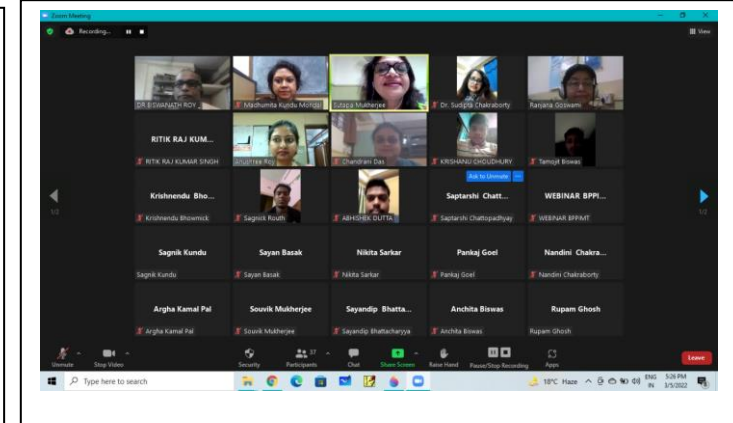 Zoom Meeting
Recording...
View
DR BISWANATH ROY
Madhumita Kundu Mondal
Sutapa Mukherjee
Dr. Sudipta Chakraborty
Ranjana Goswami
RITIK RAJ KUM...
RITIK RAJ KUMAR SINGH
Anushree Roy
Chandrani Das
KRISHANU CHOUDHURY
Tamojit Biswas
Ask to Unmute ...
Krishnendu Bho...
Saptarshi Chatt...
WEBINAR BPPI...
1/2
1/2
Krishnendu Bhowmick
Sagnick Routh
ABHISHEK DUTTA
Saptarshi Chattopadhyay
WEBINAR BPPIMT
Sagnik Kundu
Sayan Basak
Nikita Sarkar
Pankaj Goel
Nandini Chakra...
Sagnik Kundu
Sayan Basak
Nikita Sarkar
Pankaj Goel
Nandini Chakraborty
Argha Kamal Pal
Souvik Mukherjee
Sayandip Bhatta...
Anchita Biswas
Rupam Ghosh
Argha Kamal Pal
Souvik Mukherjee
Sayandip Bhattacharyya
Anchita Biswas
Rupam Ghosh
37
Unmute
Stop Video
Security
Participants
Chat
Share Screen
Raise Hand
Pause/Stop Recording
Apps
Leave
Type here to search
18°C Haze
ENG
IN
5:26 PM
3/5/2022